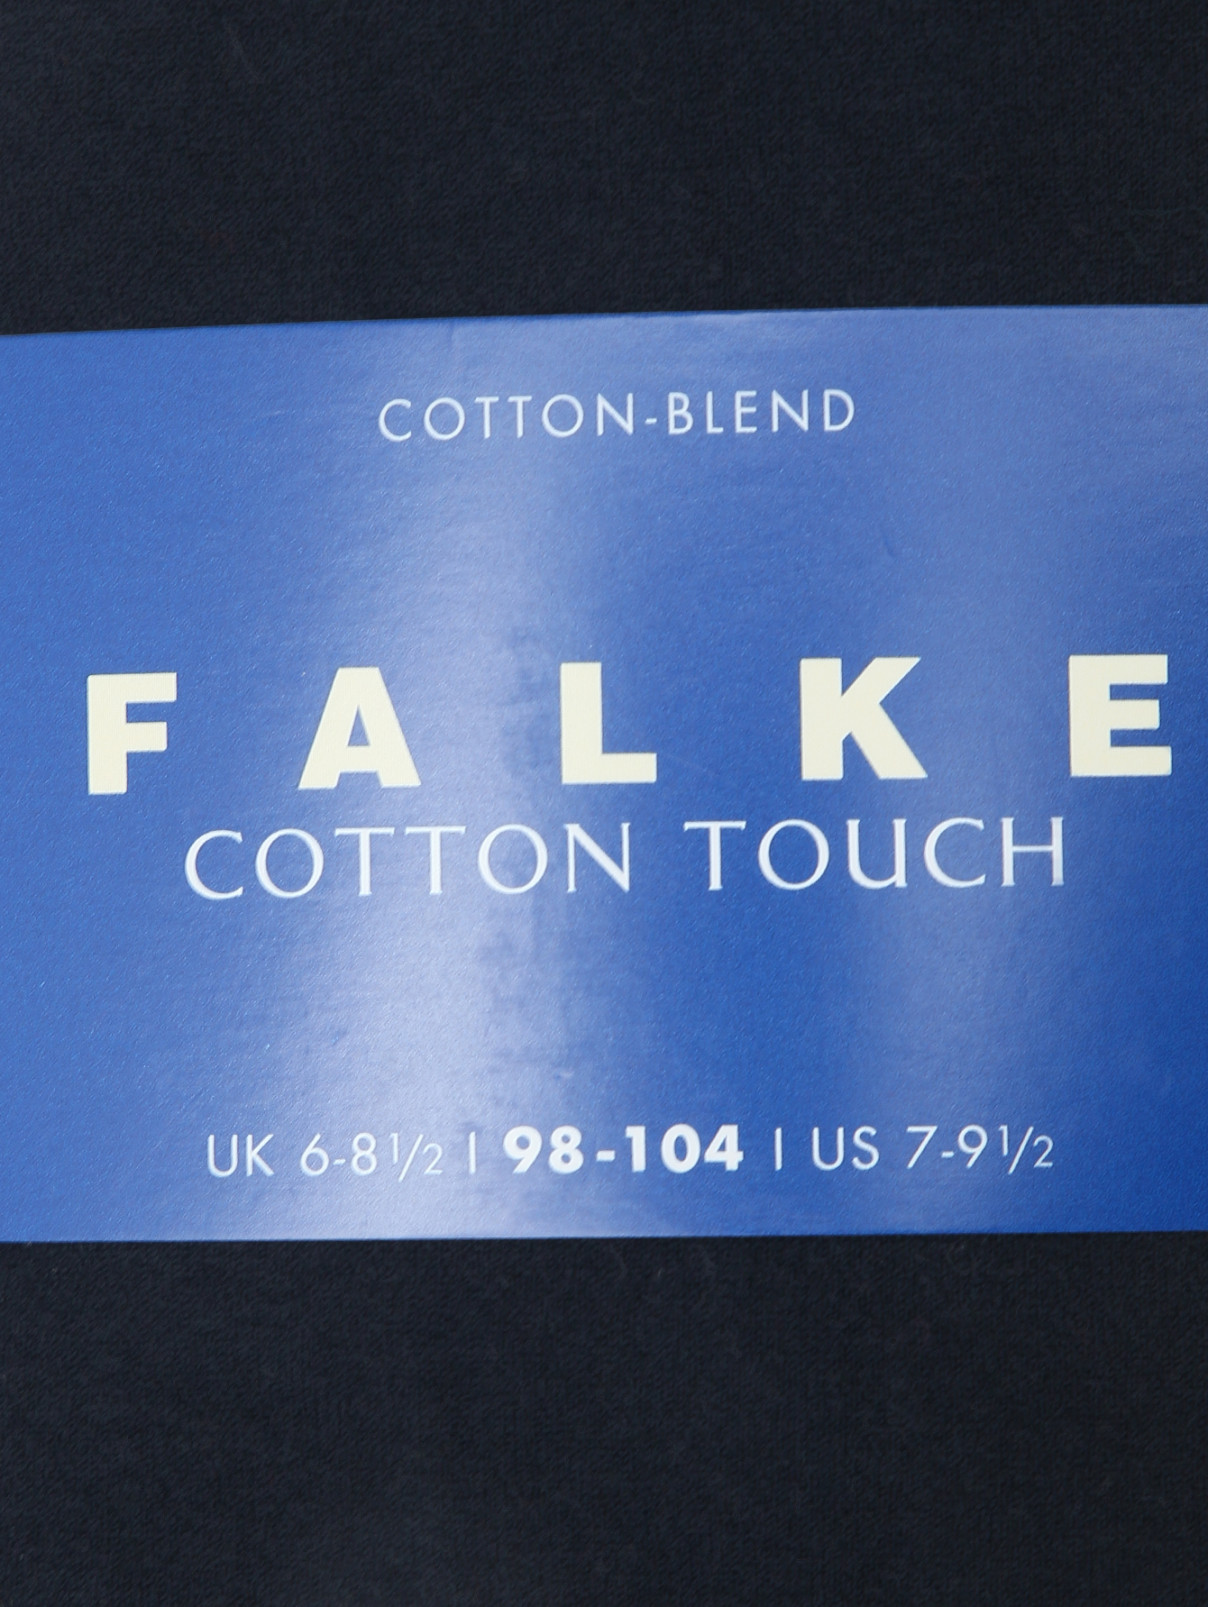 COTTON-BLEND
FALKE
COTTON TOUCH
UK 6-8½ | 98-104 | US 7-9½